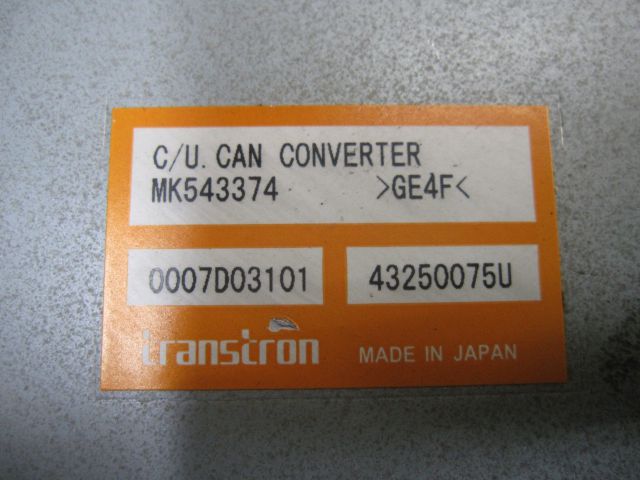 C/U. CAN CONVERTER
MK543374 >GE4F<
0007D03101 43250075U
transtron MADE IN JAPAN